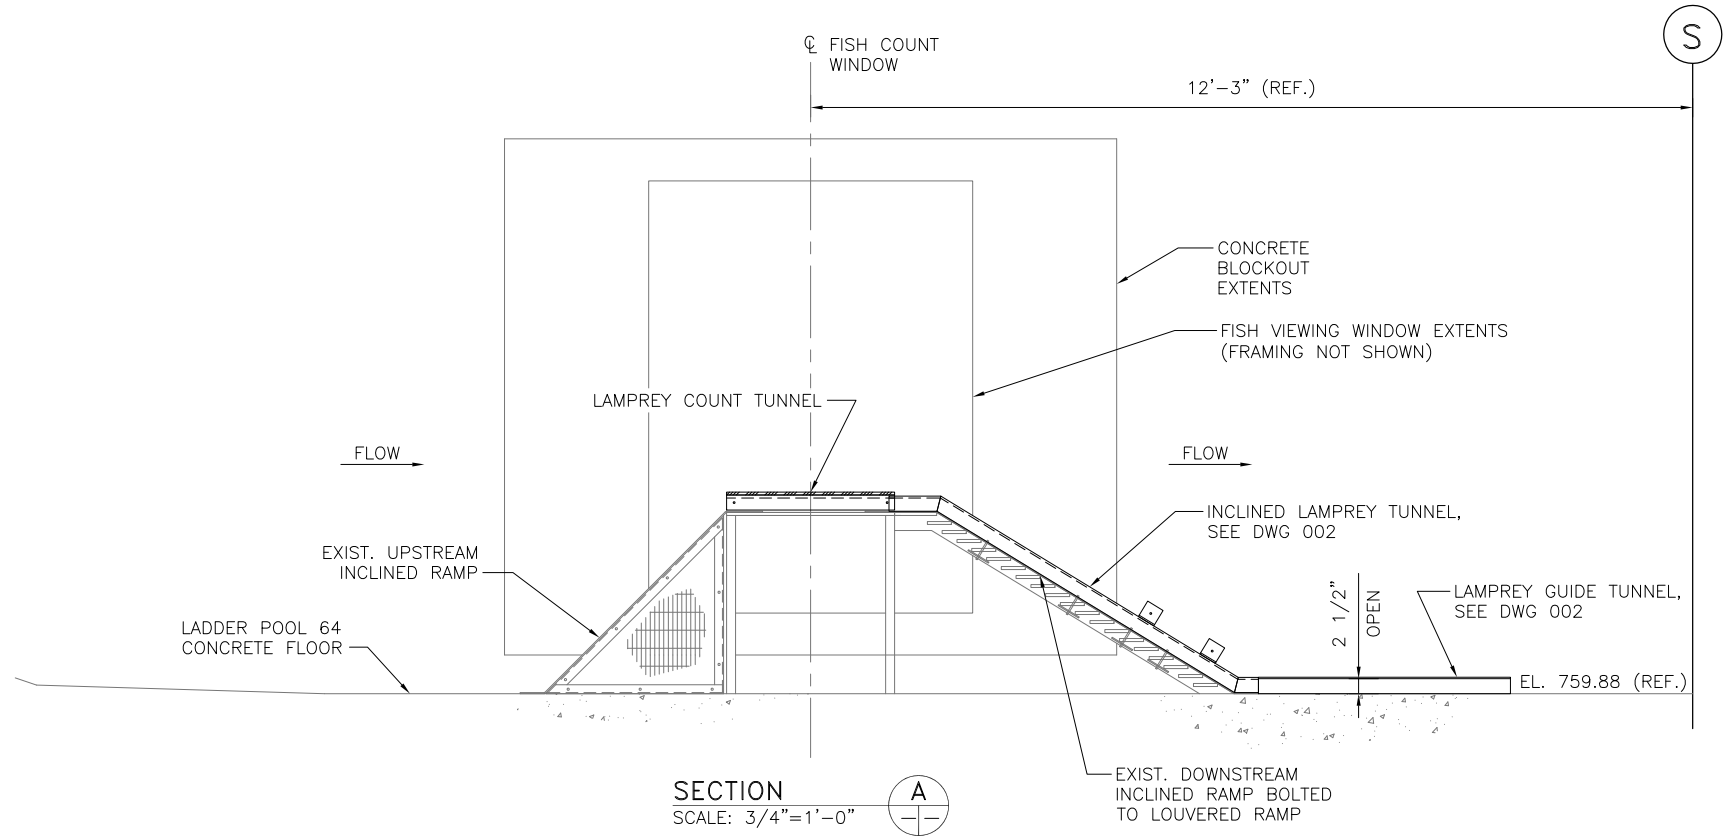 S
℄ FISH COUNT
WINDOW
12'-3" (REF.)
CONCRETE
BLOCKOUT
EXTENTS
FISH VIEWING WINDOW EXTENTS
(FRAMING NOT SHOWN)
LAMPREY COUNT TUNNEL
FLOW
FLOW
INCLINED LAMPREY TUNNEL,
SEE DWG 002
EXIST. UPSTREAM
INCLINED RAMP
2 1/2"
OPEN
LAMPREY GUIDE TUNNEL,
SEE DWG 002
LADDER POOL 64
CONCRETE FLOOR
EL. 759.88 (REF.)
EXIST. DOWNSTREAM
INCLINED RAMP BOLTED
TO LOUVERED RAMP
SECTION
SCALE: 3/4"=1'-0"
A